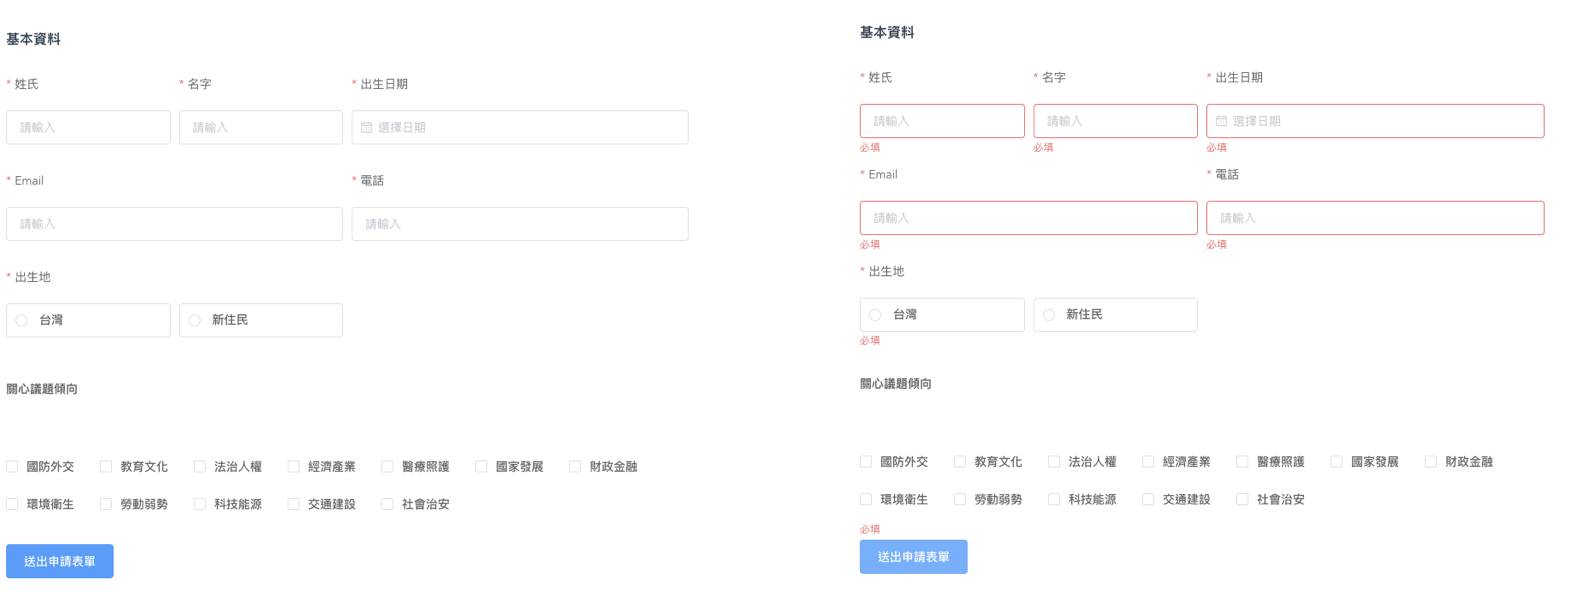 基本資料
* 姓氏 * 名字 * 出生日期
請輸入 請輸入 選擇日期
* Email * 電話
請輸入 請輸入
* 出生地
台灣 新住民
關心議題傾向
國防外交 教育文化 法治人權 經濟產業 醫療照護 國家發展 財政金融
環境衛生 勞動弱勢 科技能源 交通建設 社會治安
送出申請表單
基本資料
* 姓氏 * 名字 * 出生日期
請輸入 請輸入 選擇日期
必填 必填 必填
* Email * 電話
請輸入 請輸入
必填 必填
* 出生地
台灣 新住民
必填
關心議題傾向
國防外交 教育文化 法治人權 經濟產業 醫療照護 國家發展 財政金融
環境衛生 勞動弱勢 科技能源 交通建設 社會治安
必填
送出申請表單